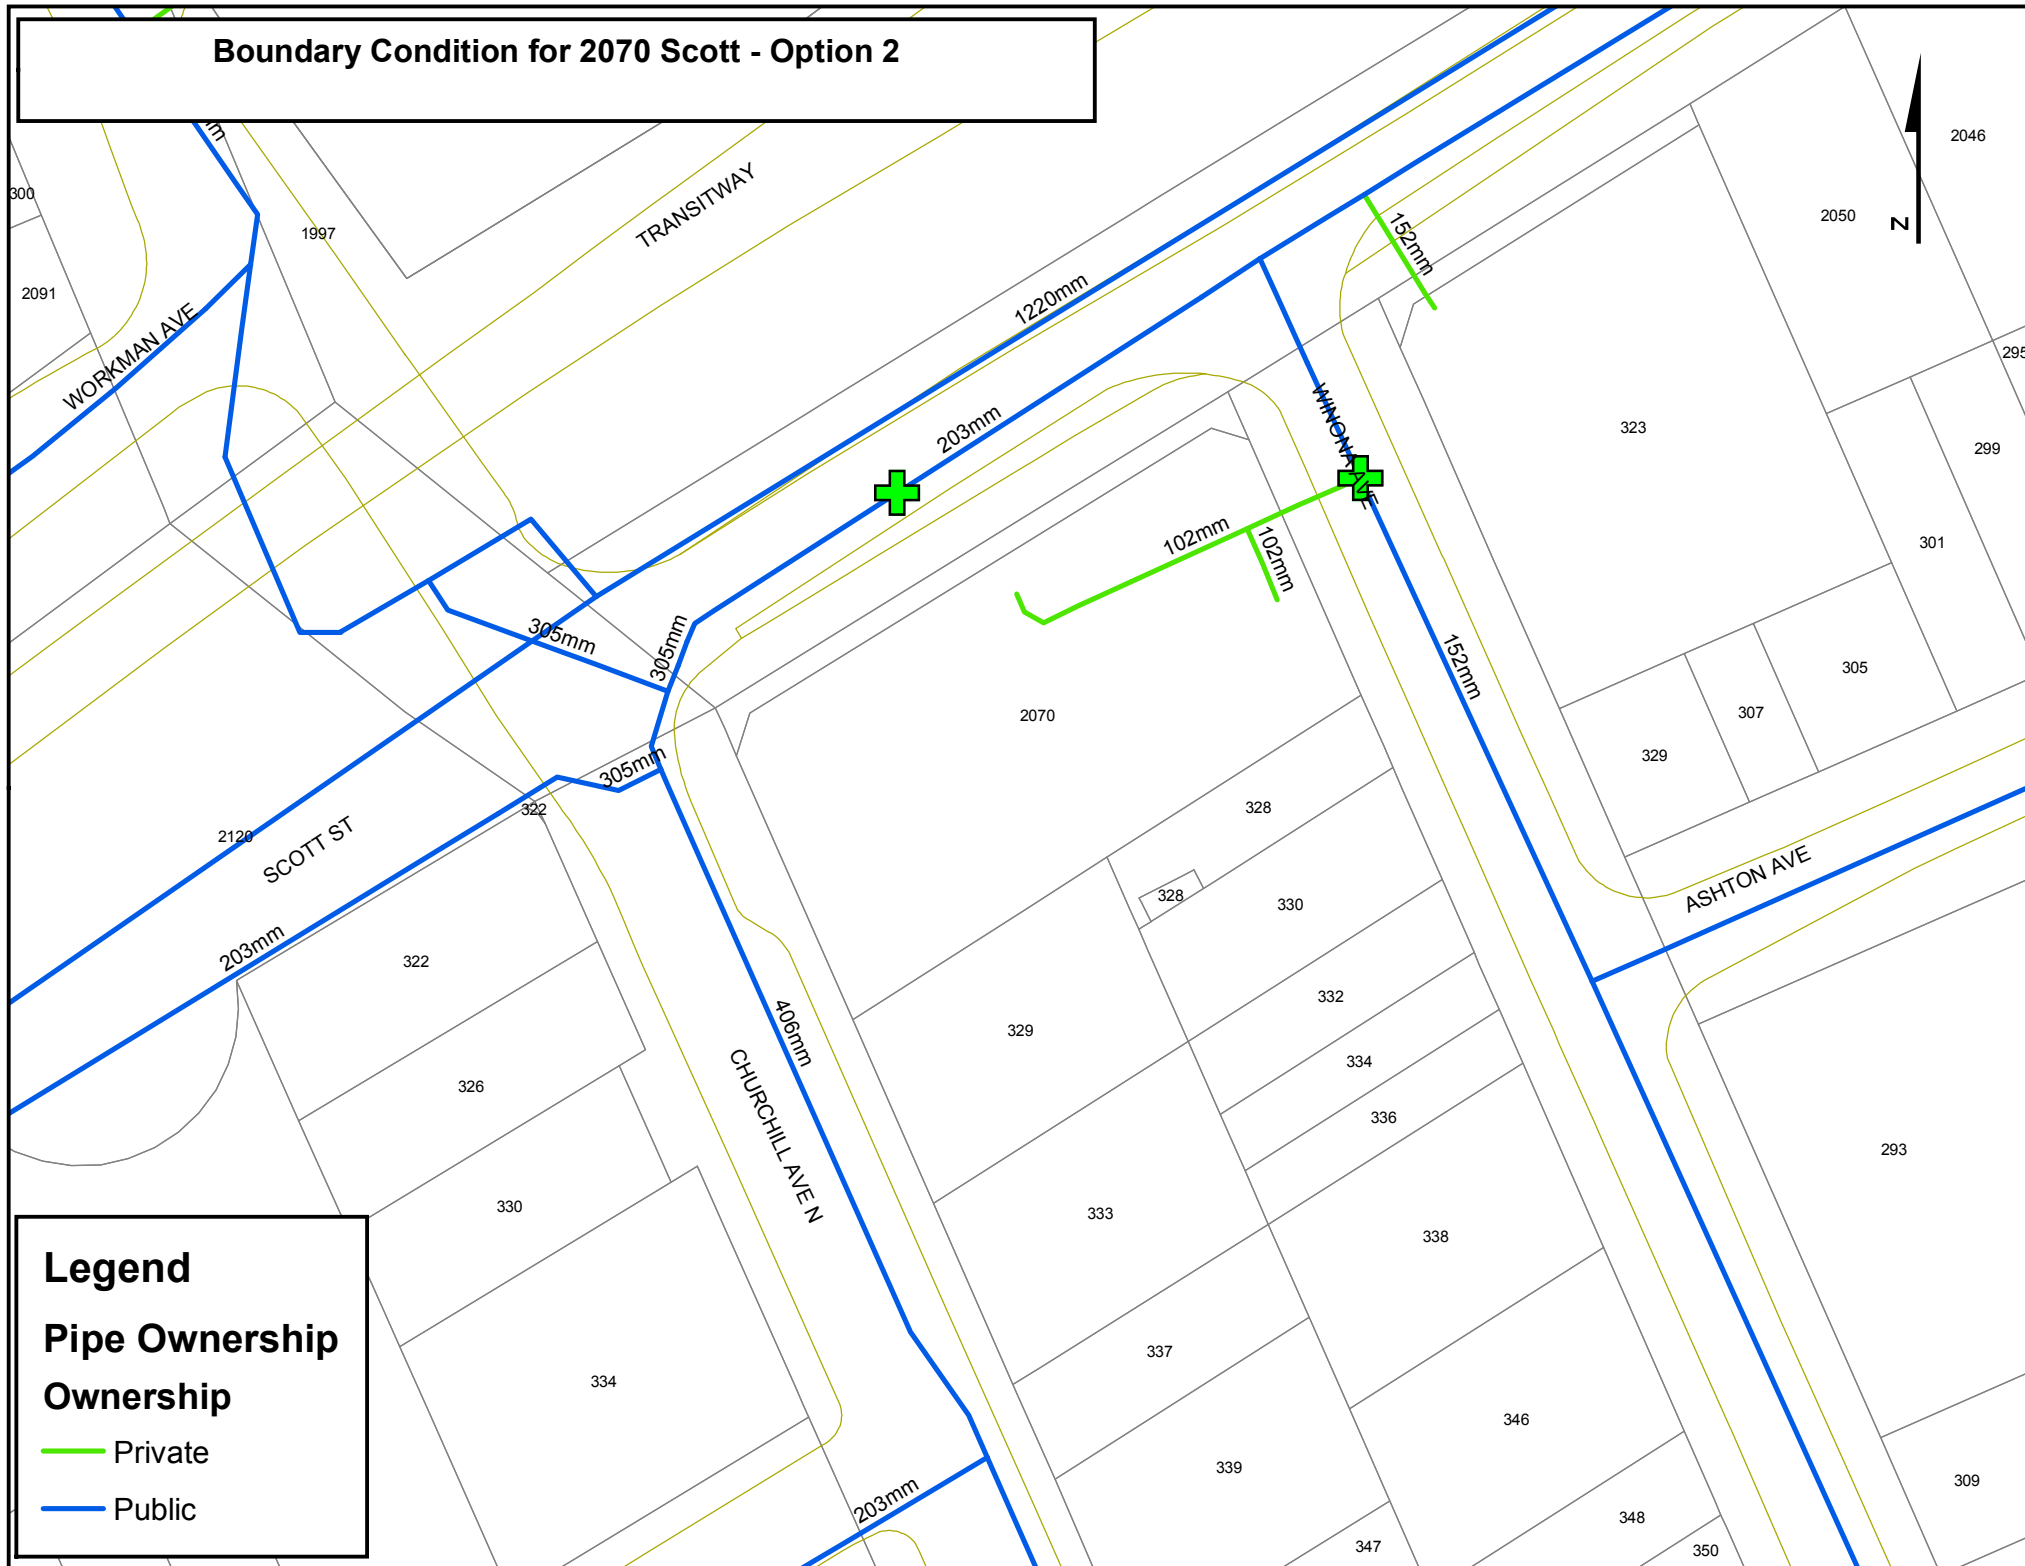 Boundary Condition for 2070 Scott - Option 2
2046
300
2050
1997
TRANSITWAY
152mm
Z
2091
1220mm
WORKMAN AVE
295
203mm
WINONA AVE
323
299
102mm
102mm
301
305mm
305mm
152mm
305
2070
307
329
305mm
322
328
2120
SCOTT ST
328
330
ASHTON AVE
203mm
322
332
329
406mm
334
326
CHURCHILL AVE N
336
293
330
333
338
337
334
346
339
309
203mm
348
347
350
Legend
Pipe Ownership
Ownership
Private
Public